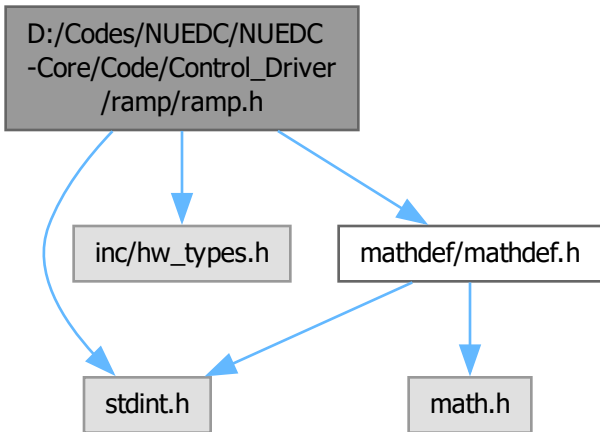 D:/Codes/NUEDC/NUEDC
-Core/Code/Control_Driver
/ramp/ramp.h
inc/hw_types.h
mathdef/mathdef.h
stdint.h
math.h